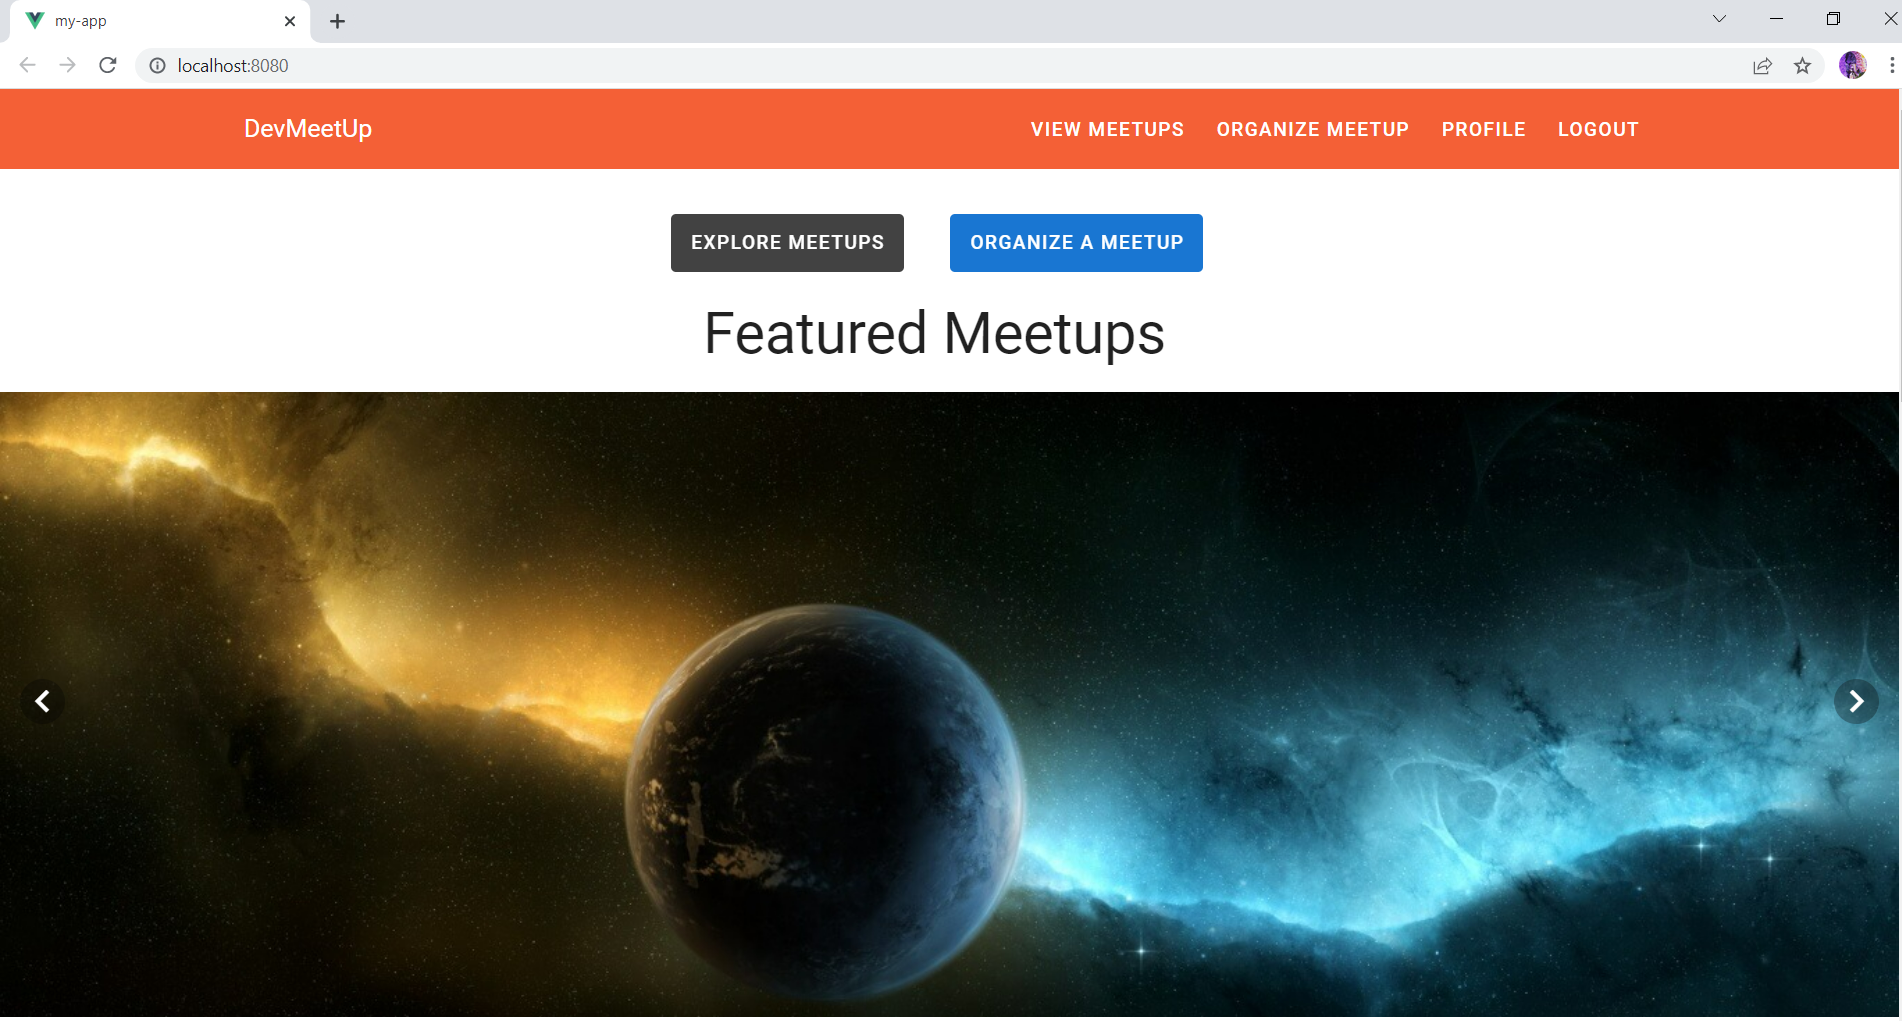 my-app
localhost:8080
DevMeetUp VIEW MEETUPS ORGANIZE MEETUP PROFILE LOGOUT
EXPLORE MEETUPS ORGANIZE A MEETUP
Featured Meetups